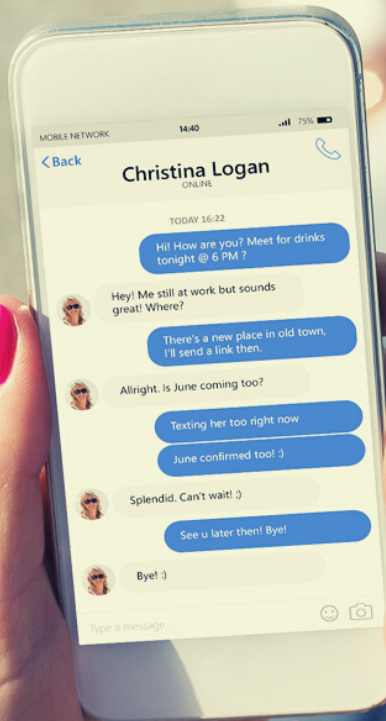 MOBILE NETWORK
14:40
75%
<Back
Christina Logan
ONLINE
TODAY 16:22
Hi! How are you? Meet for drinks
tonight @ 6 PM ?
Hey! Me still at work but sounds
great! Where?
There's a new place in old town,
I'll send a link then.
Allright. Is June coming too?
Texting her too right now
June confirmed too! :)
Splendid. Can't wait! ;)
See u later then! Bye!
Bye! :)
Type a message...